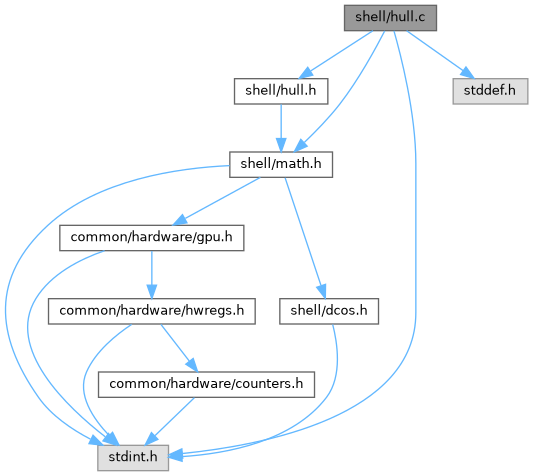 shell/hull.c
shell/hull.h
stddef.h
shell/math.h
common/hardware/gpu.h
common/hardware/hwregs.h
shell/dcos.h
common/hardware/counters.h
stdint.h